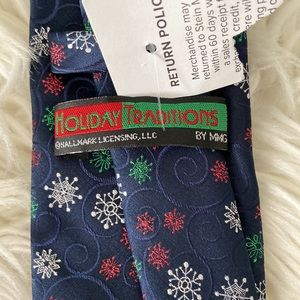 RETURN POLIC
Merchandise may
returned to Stein M
within 60 days w
a sales receipt f
credit,
HOLIDAY TRADITIONS
©HALLMARK LICENSING, LLC
BY MMG